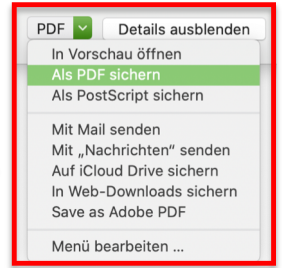 PDF Details ausblenden
In Vorschau öffnen
Als PDF sichern
Als PostScript sichern
Mit Mail senden
Mit „Nachrichten“ senden
Auf iCloud Drive sichern
In Web-Downloads sichern
Save as Adobe PDF
Menü bearbeiten ...